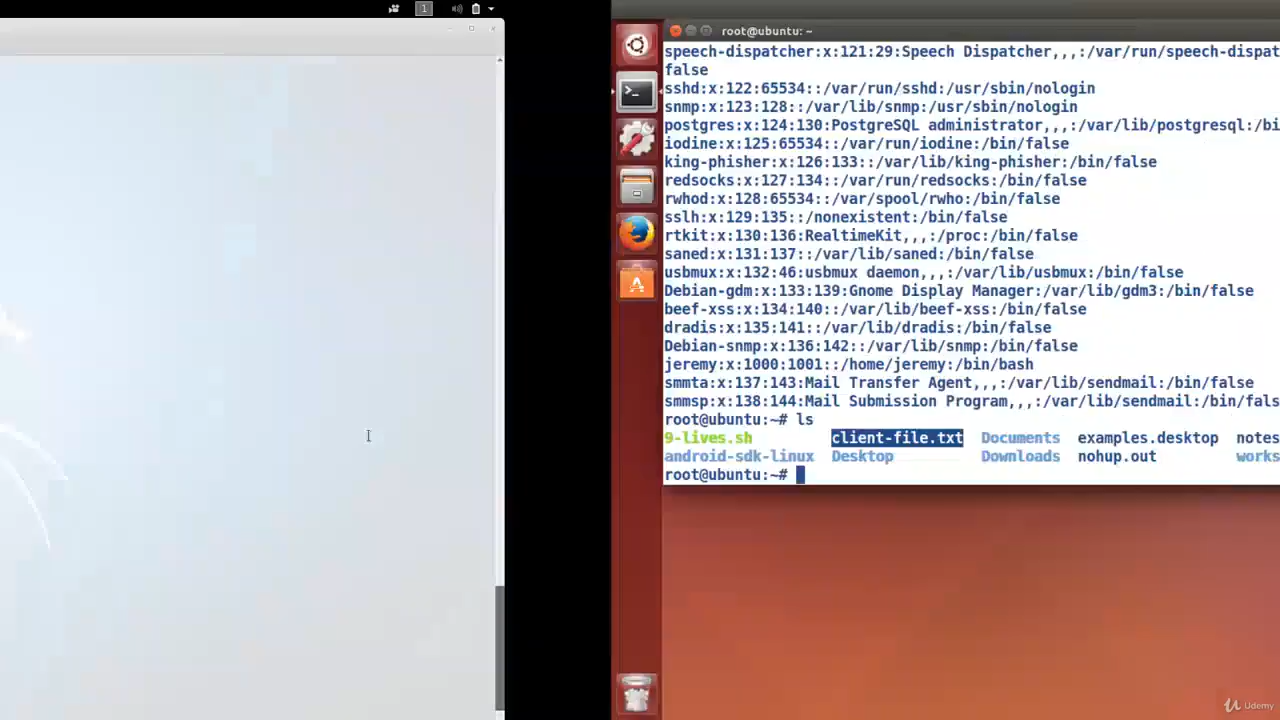 1
root@ubuntu: ~
speech-dispatcher:x:121:29:Speech Dispatcher,,,:/var/run/speech-dispat
false
sshd:x:122:65534::/var/run/sshd:/usr/sbin/nologin
snmp:x:123:128::/var/lib/snmp:/usr/sbin/nologin
postgres:x:124:130:PostgreSQL administrator,,,:/var/lib/postgresql:/bi
iodine:x:125:65534::/var/run/iodine:/bin/false
king-phisher:x:126:133::/var/lib/king-phisher:/bin/false
redsocks:x:127:134::/var/run/redsocks:/bin/false
rwhod:x:128:65534::/var/spool/rwho:/bin/false
sslh:x:129:135::/nonexistent:/bin/false
rtkit:x:130:136:RealtimeKit,,,:/proc:/bin/false
saned:x:131:137::/var/lib/saned:/bin/false
usbmux:x:132:46:usbmux daemon,,,:/var/lib/usbmux:/bin/false
Debian-gdm:x:133:139:Gnome Display Manager:/var/lib/gdm3:/bin/false
beef-xss:x:134:140::/var/lib/beef-xss:/bin/false
dradis:x:135:141::/var/lib/dradis:/bin/false
Debian-snmp:x:136:142::/var/lib/snmp:/bin/false
jeremy:x:1000:1001::/home/jeremy:/bin/bash
smmta:x:137:143:Mail Transfer Agent,,,:/var/lib/sendmail:/bin/false
smmsp:x:138:144:Mail Submission Program,,,:/var/lib/sendmail:/bin/fals
root@ubuntu:~# ls
9-lives.sh client-file.txt Documents examples.desktop notes
android-sdk-linux Desktop Downloads nohup.out works
root@ubuntu:~#
Udemy